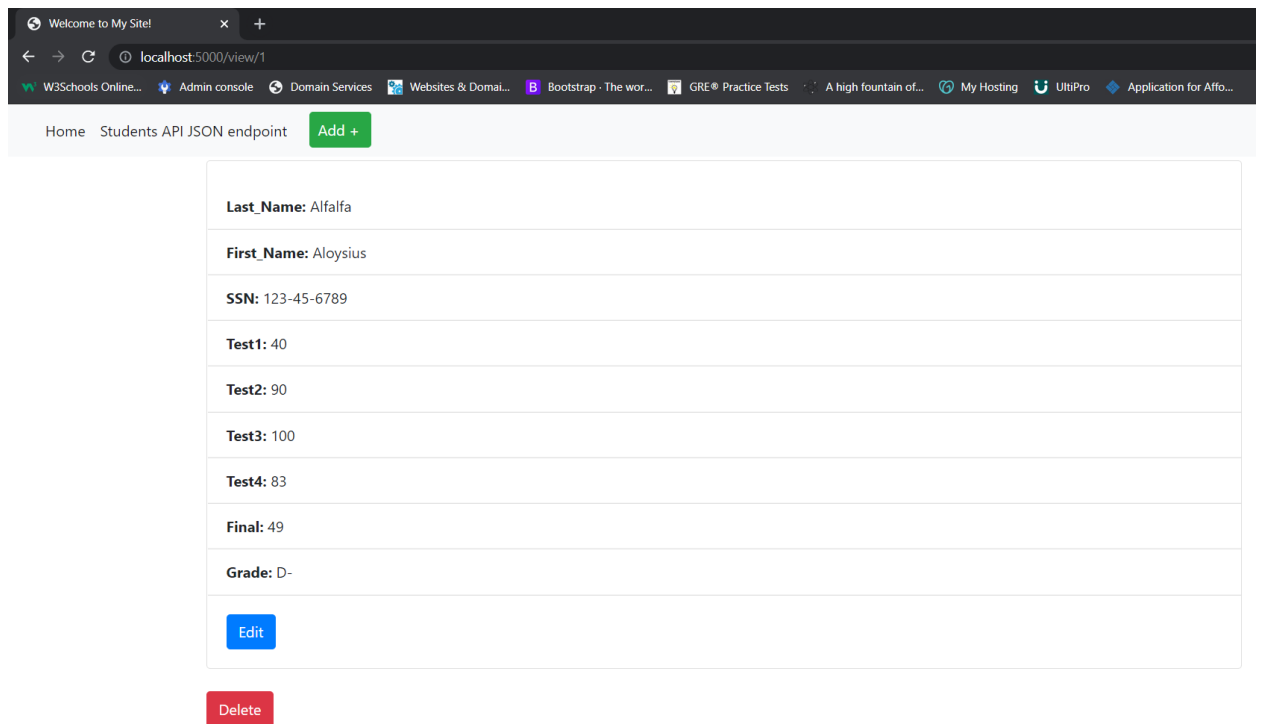 Welcome to My Site!
localhost:5000/view/1
W3Schools Online... Admin console Domain Services Websites & Domai... B Bootstrap · The wor... GRE® Practice Tests A high fountain of... My Hosting UltiPro Application for Affo...
Home Students API JSON endpoint Add +
Last_Name: Alfalfa
First_Name: Aloysius
SSN: 123-45-6789
Test1: 40
Test2: 90
Test3: 100
Test4: 83
Final: 49
Grade: D-
Edit
Delete